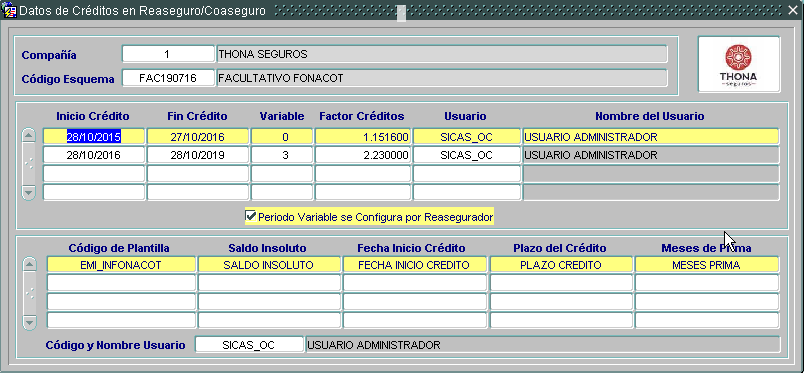 Datos de Créditos en Reaseguro/Coaseguro
Compañía 1 THONA SEGUROS
Código Esquema FAC190716 FACULTATIVO FONACOT
THONA
seguros
Inicio Crédito Fin Crédito Variable Factor Créditos Usuario Nombre del Usuario
28/10/2015 27/10/2016 0 1.151600 SICAS_OC USUARIO ADMINISTRADOR
28/10/2016 28/10/2019 3 2.230000 SICAS_OC USUARIO ADMINISTRADOR
Periodo Variable se Configura por Reasegurador
Código de Plantilla Saldo Insoluto Fecha Inicio Crédito Plazo del Crédito Meses de Prima
EMI_INFONACOT SALDO INSOLUTO FECHA INICIO CREDITO PLAZO CREDITO MESES PRIMA
Código y Nombre Usuario SICAS_OC USUARIO ADMINISTRADOR